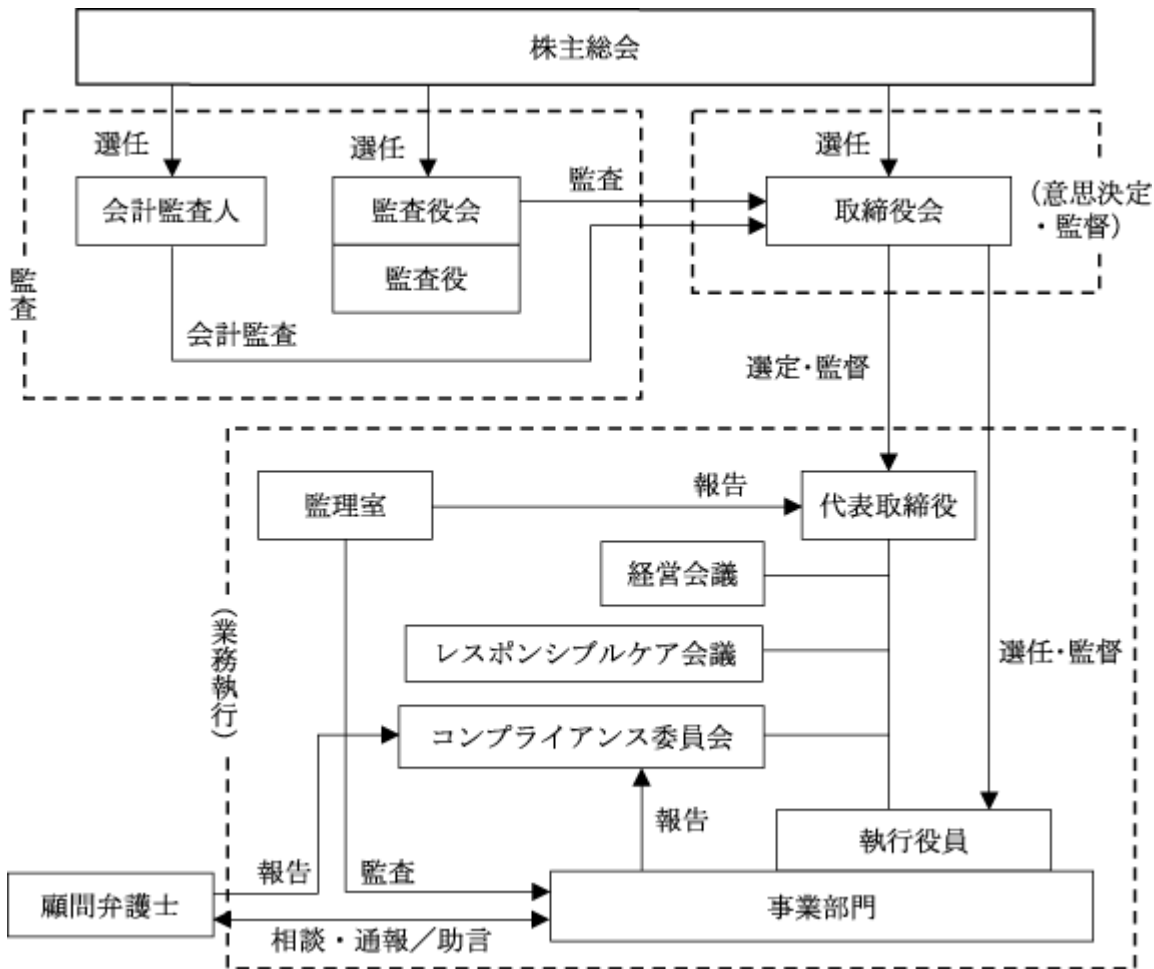 株主総会
選任
選任
選任
会計監査人
監査役会
監査
取締役会
(意思決定
・監督)
監査役
監査
会計監査
選定・監督
監理室
報告
代表取締役
経営会議
(業務執行)
レスポンシブルケア会議
選任・監督
コンプライアンス委員会
報告
執行役員
報告
監査
顧問弁護士
事業部門
相談・通報／助言